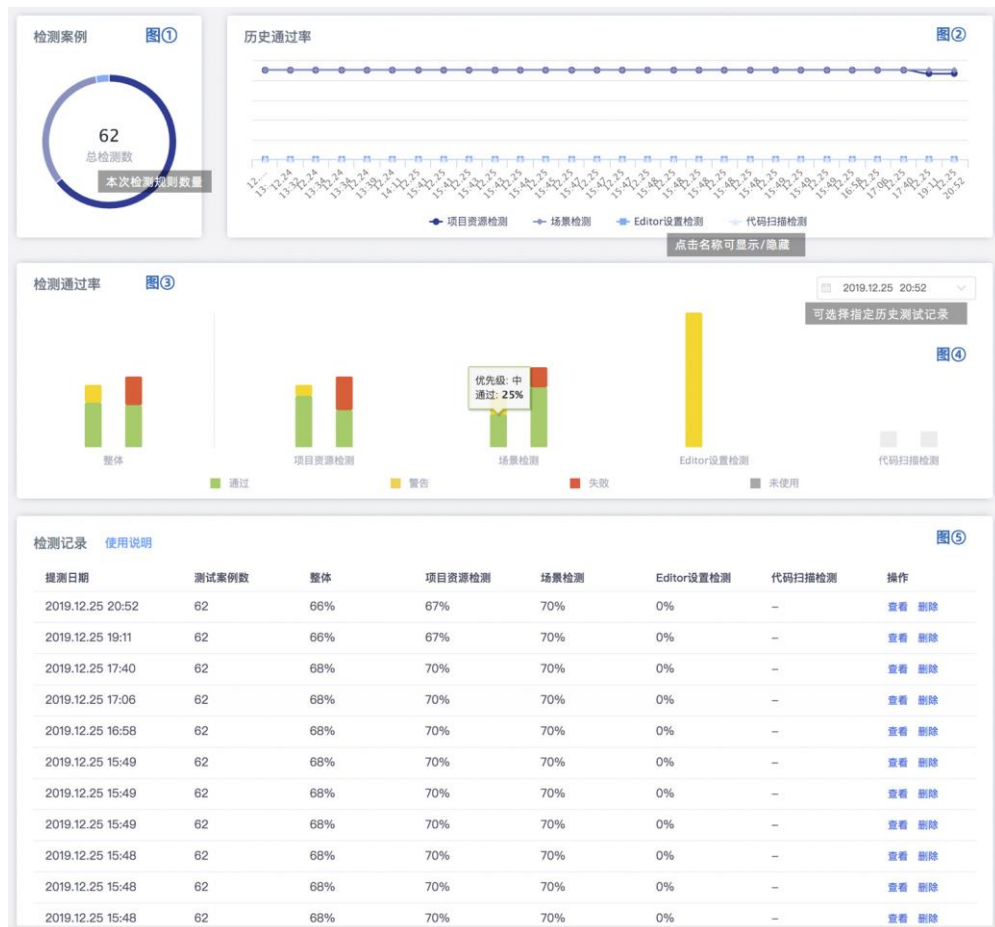 检测案例 图①
62
总检测数
本次检测规则数量
历史通过率 图②
项目资源检测 场景检测 Editor设置检测 代码扫描检测
点击名称可显示/隐藏
检测通过率 图③
2019.12.25 20:52
可选择指定历史测试记录
图④
优先级: 中
通过: 25%
整体 项目资源检测 场景检测 Editor设置检测 代码扫描检测
通过 警告 失败 未使用
检测记录 使用说明 图⑤
提测日期 测试案例数 整体 项目资源检测 场景检测 Editor设置检测 代码扫描检测 操作
2019.12.25 20:52 62 66% 67% 70% 0% – 查看 删除
2019.12.25 19:11 62 66% 67% 70% 0% – 查看 删除
2019.12.25 17:40 62 68% 70% 70% 0% – 查看 删除
2019.12.25 17:06 62 68% 70% 70% 0% – 查看 删除
2019.12.25 16:58 62 68% 70% 70% 0% – 查看 删除
2019.12.25 15:49 62 68% 70% 70% 0% – 查看 删除
2019.12.25 15:49 62 68% 70% 70% 0% – 查看 删除
2019.12.25 15:49 62 68% 70% 70% 0% – 查看 删除
2019.12.25 15:48 62 68% 70% 70% 0% – 查看 删除
2019.12.25 15:48 62 68% 70% 70% 0% – 查看 删除
2019.12.25 15:48 62 68% 70% 70% 0% – 查看 删除